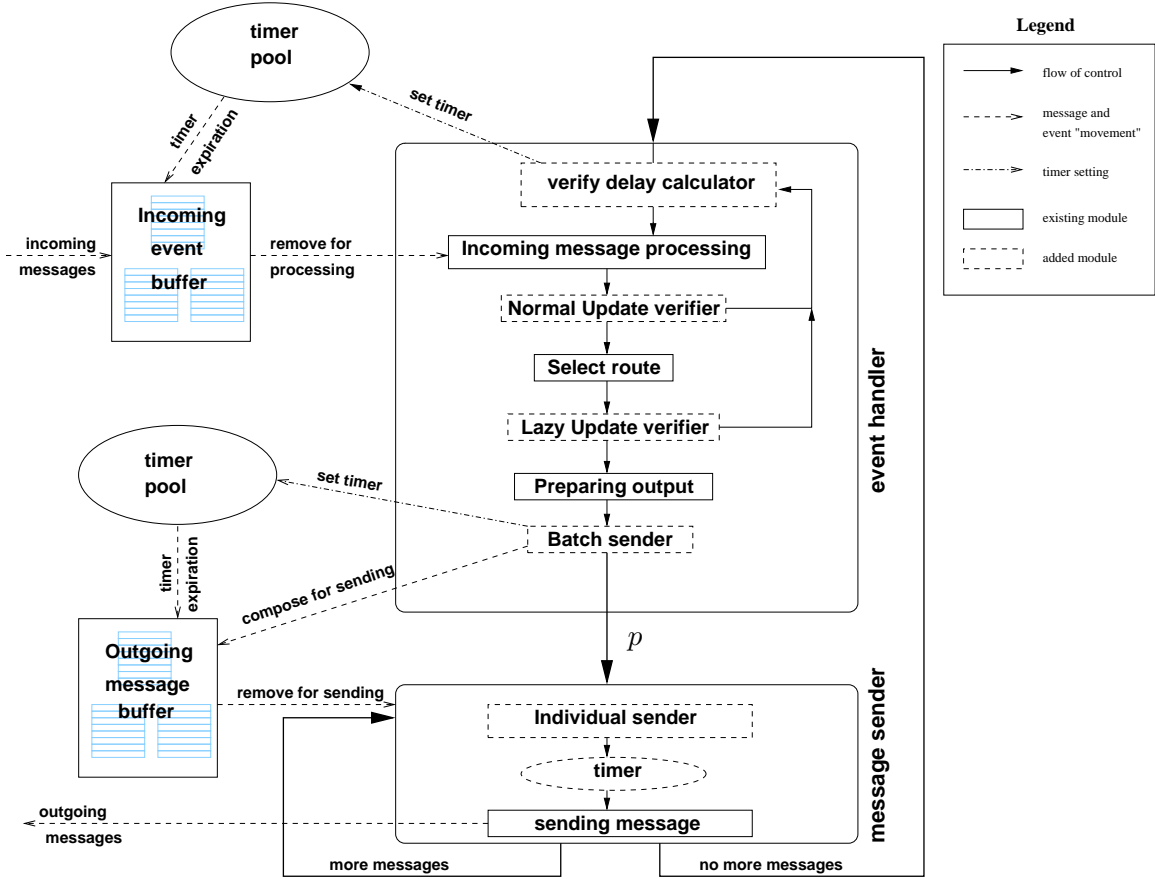 timer
pool
Legend
flow of control
message and
event "movement"
timer setting
existing module
added module
set timer
timer
expiration
verify delay calculator
Incoming
event
buffer
incoming
messages
remove for
processing
Incoming message processing
Normal Update verifier
Select route
Lazy Update verifier
Preparing output
Batch sender
event handler
timer
pool
set timer
timer
expiration
compose for sending
p
Outgoing
message
buffer
remove for sending
Individual sender
timer
sending message
message sender
outgoing
messages
more messages
no more messages